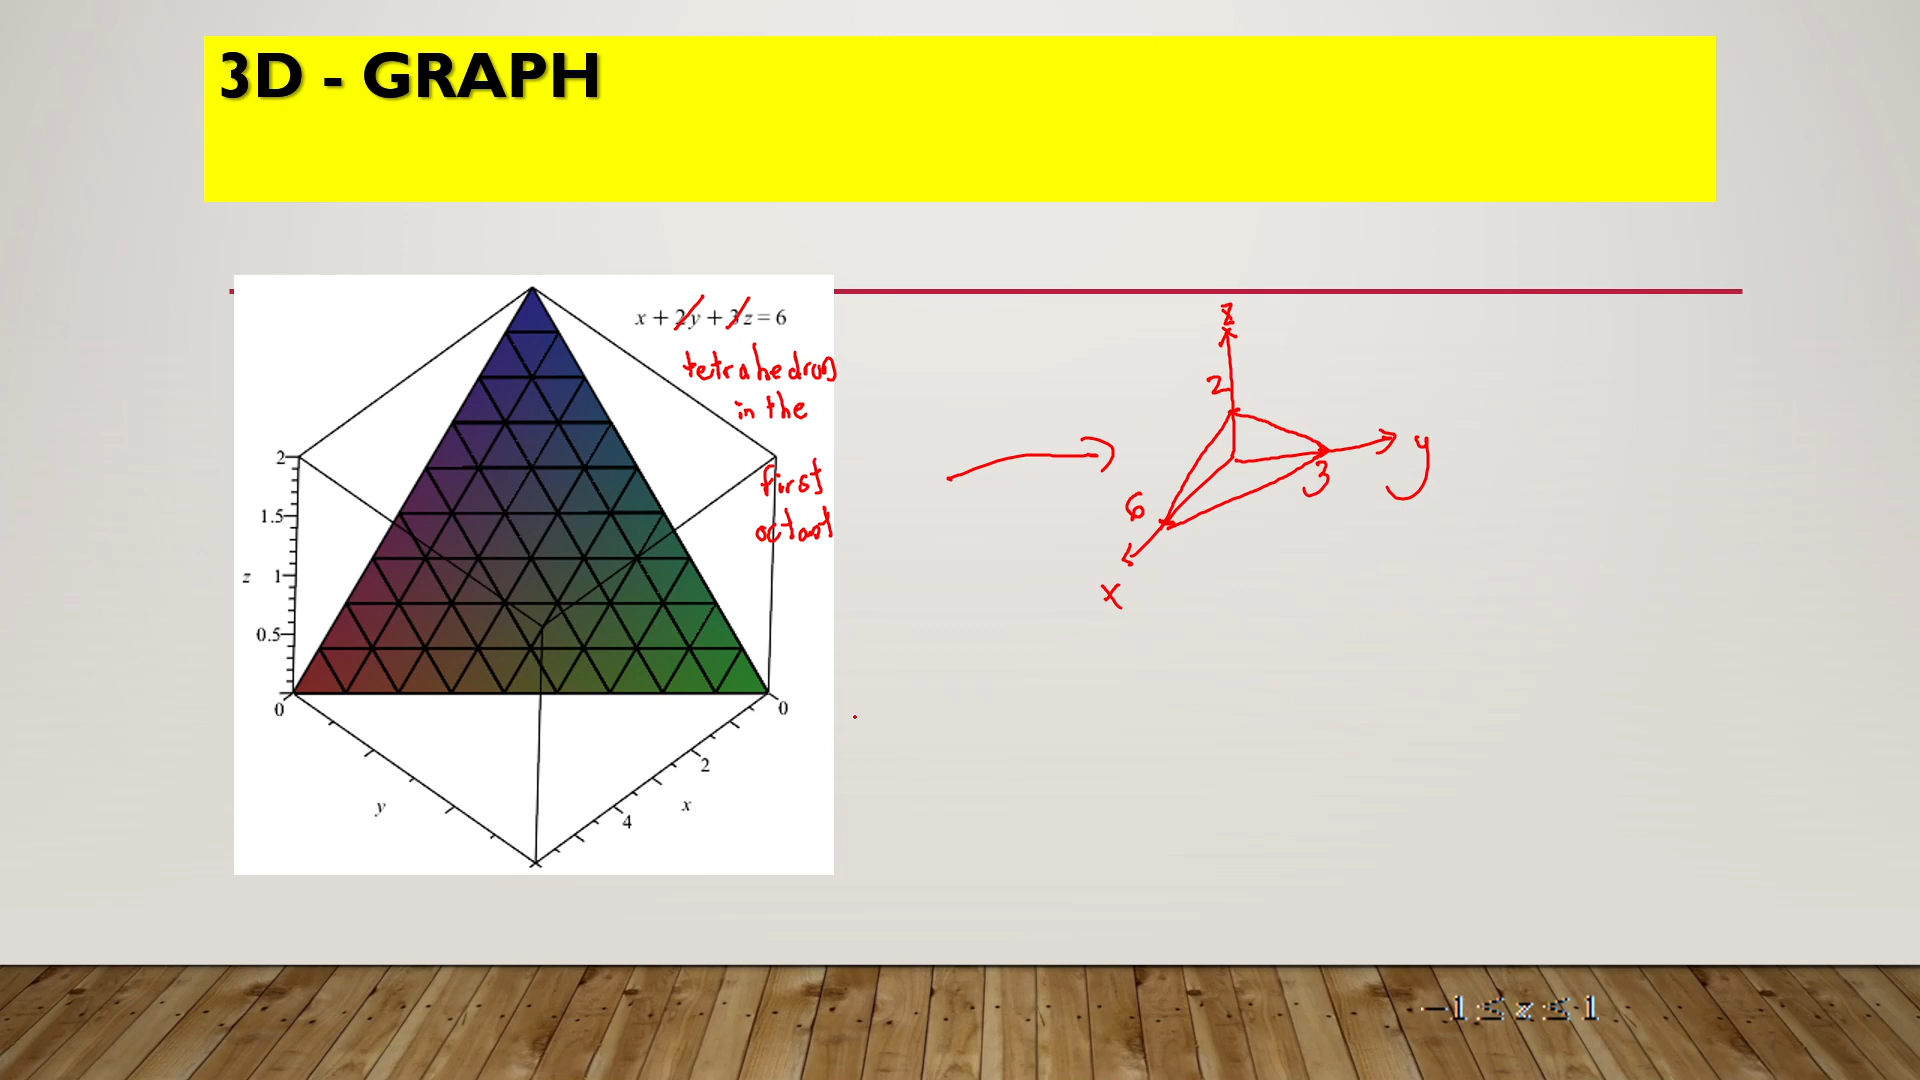 3D - GRAPH
x + 2y + 3z = 6
tetrahedron
in the
first
octant
z
2
1.5
1
0.5
0
0
2
4
y
x
z
2
y
3
6
x
−1 ≤ z ≤ 1